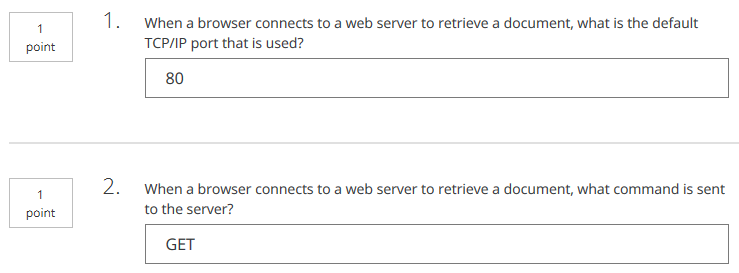 1
point
1.
When a browser connects to a web server to retrieve a document, what is the default
TCP/IP port that is used?
80
1
point
2.
When a browser connects to a web server to retrieve a document, what command is sent
to the server?
GET